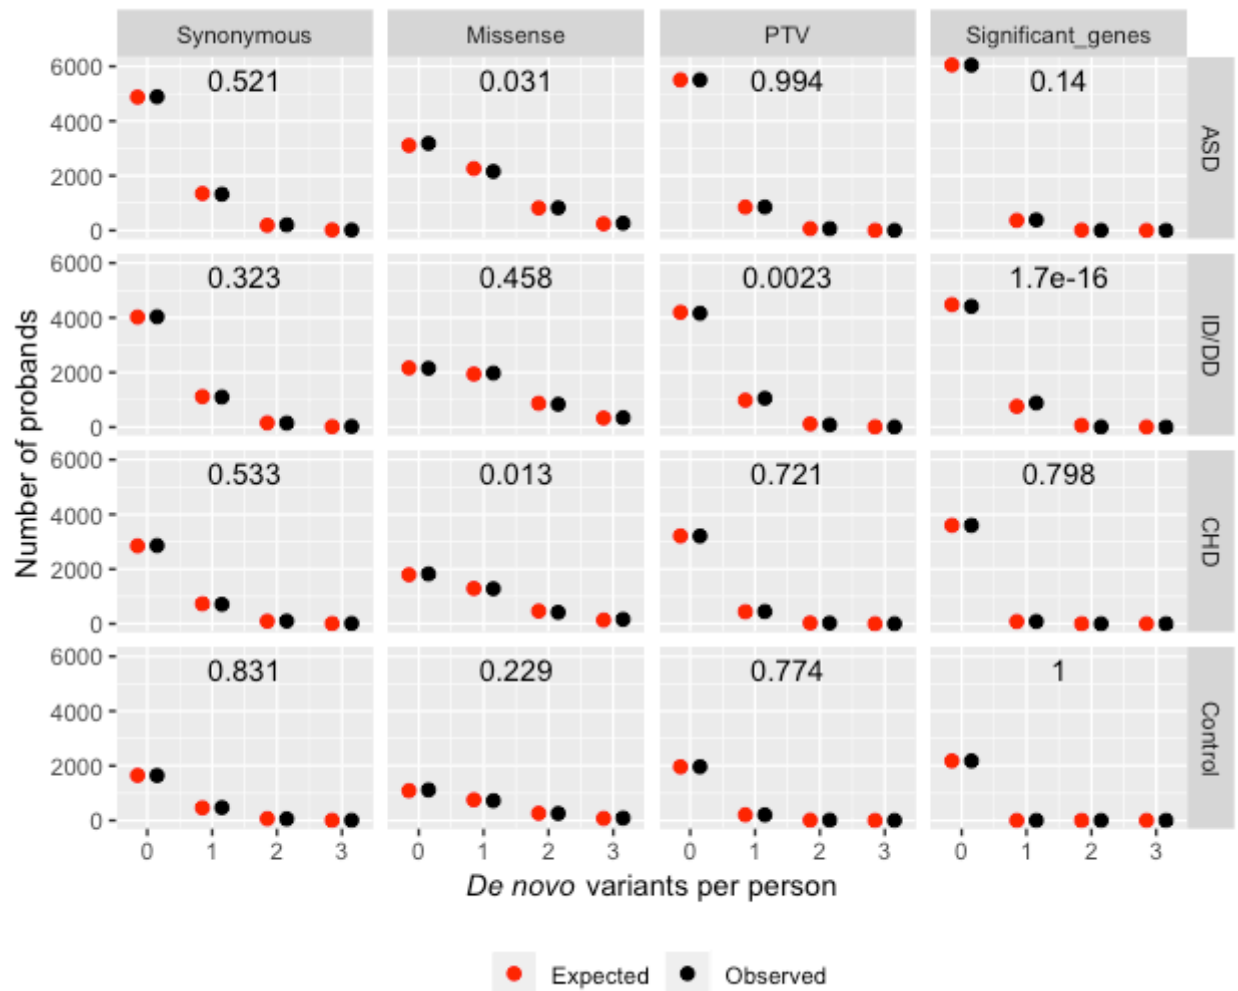 Synonymous Missense PTV Significant_genes
6000 0.521 0.031 0.994 0.14
4000
2000
0
ASD
6000 0.323 0.458 0.0023 1.7e-16
4000
2000
0
ID/DD
6000 0.533 0.013 0.721 0.798
4000
2000
0
CHD
6000 0.831 0.229 0.774 1
4000
2000
0
Control
Number of probands
0 1 2 3 0 1 2 3 0 1 2 3 0 1 2 3
De novo variants per person
Expected Observed